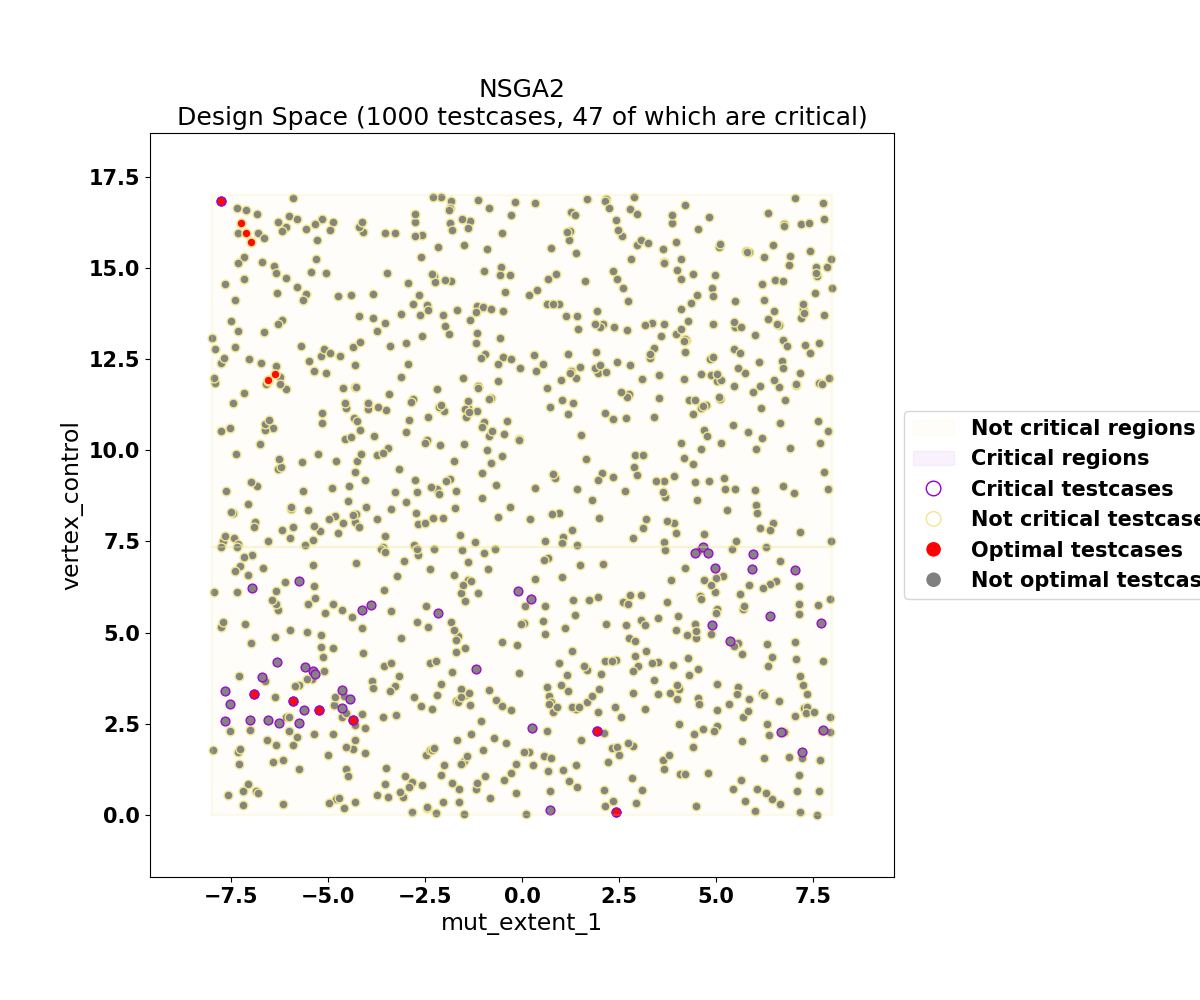 NSGA2
Design Space (1000 testcases, 47 of which are critical)
17.5
15.0
12.5
10.0
7.5
5.0
2.5
0.0
vertex_control
−7.5 −5.0 −2.5 0.0 2.5 5.0 7.5
mut_extent_1
Not critical regions
Critical regions
Critical testcases
Not critical testcase
Optimal testcases
Not optimal testcas